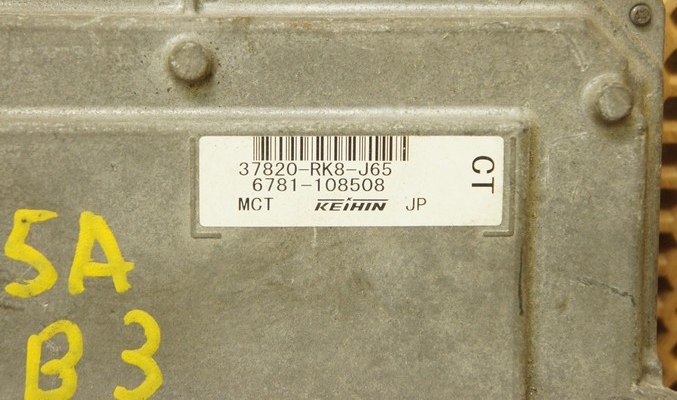 37820-RK8-J65
6781-108508
MCT KEIHIN JP
CT
5A
B3